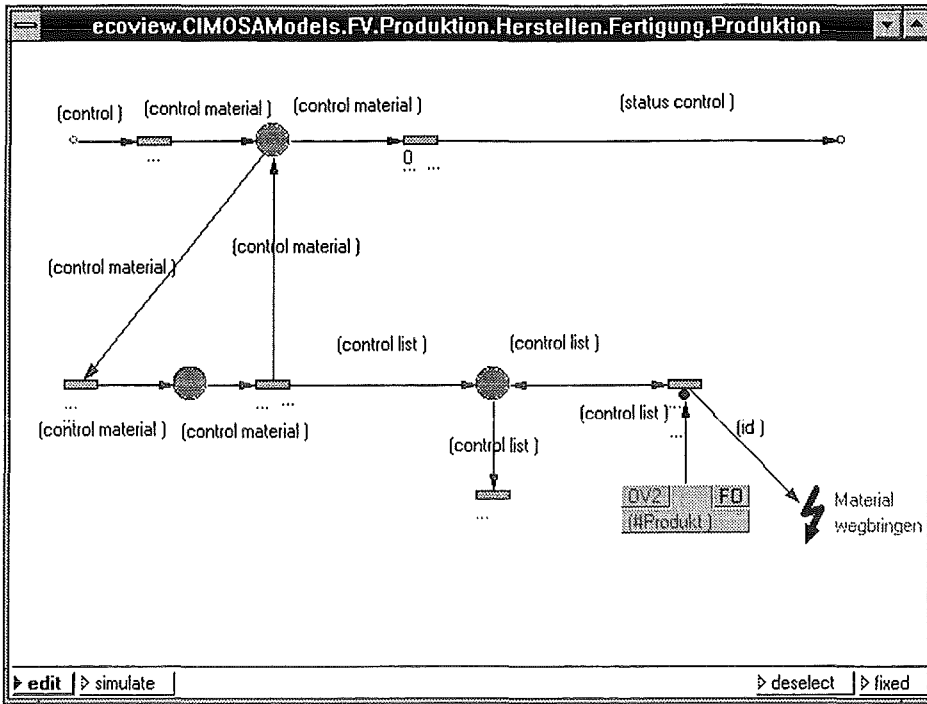 ecoview.CIMOSAModels.FV.Produktion.Herstellen.Fertigung.Produktion
(control )
(control material )
(control material )
(status control )
...
0
... ...
(control material )
(control material )
(control list )
(control list )
...
... ...
(control material )
(control material )
(control list )
(control list )
...
(id )
...
OV2
FO
(#Produkt )
Material
wegbringen
edit
simulate
deselect
fixed